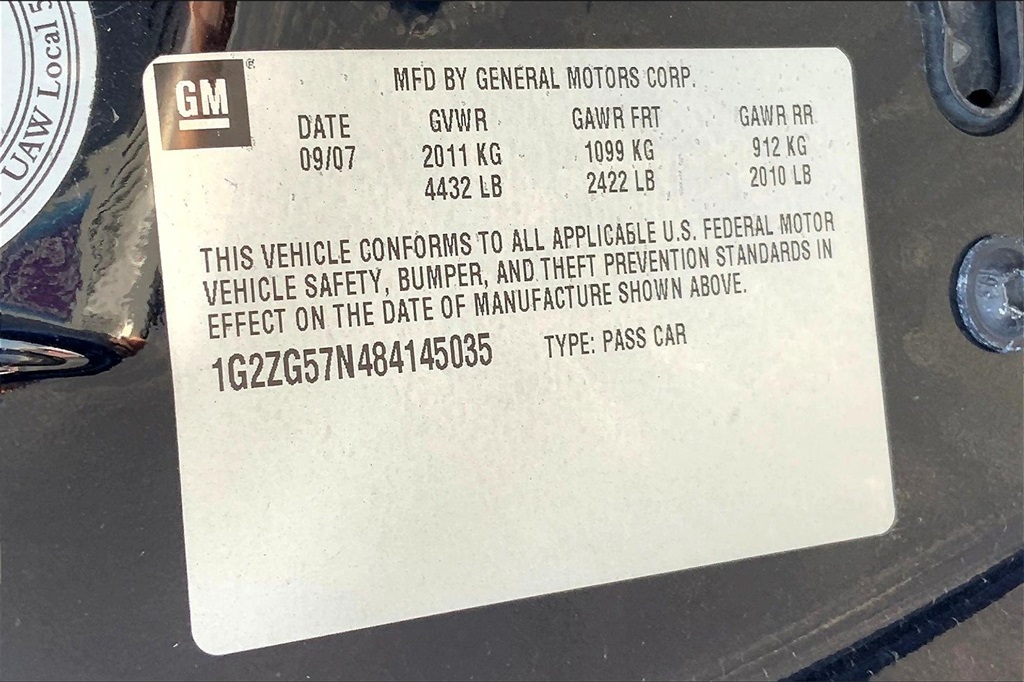 UAW Local 5
GM
®
MFD BY GENERAL MOTORS CORP.
DATE GVWR GAWR FRT GAWR RR
09/07 2011 KG 1099 KG 912 KG
4432 LB 2422 LB 2010 LB
THIS VEHICLE CONFORMS TO ALL APPLICABLE U.S. FEDERAL MOTOR
VEHICLE SAFETY, BUMPER, AND THEFT PREVENTION STANDARDS IN
EFFECT ON THE DATE OF MANUFACTURE SHOWN ABOVE.
1G2ZG57N484145035 TYPE: PASS CAR